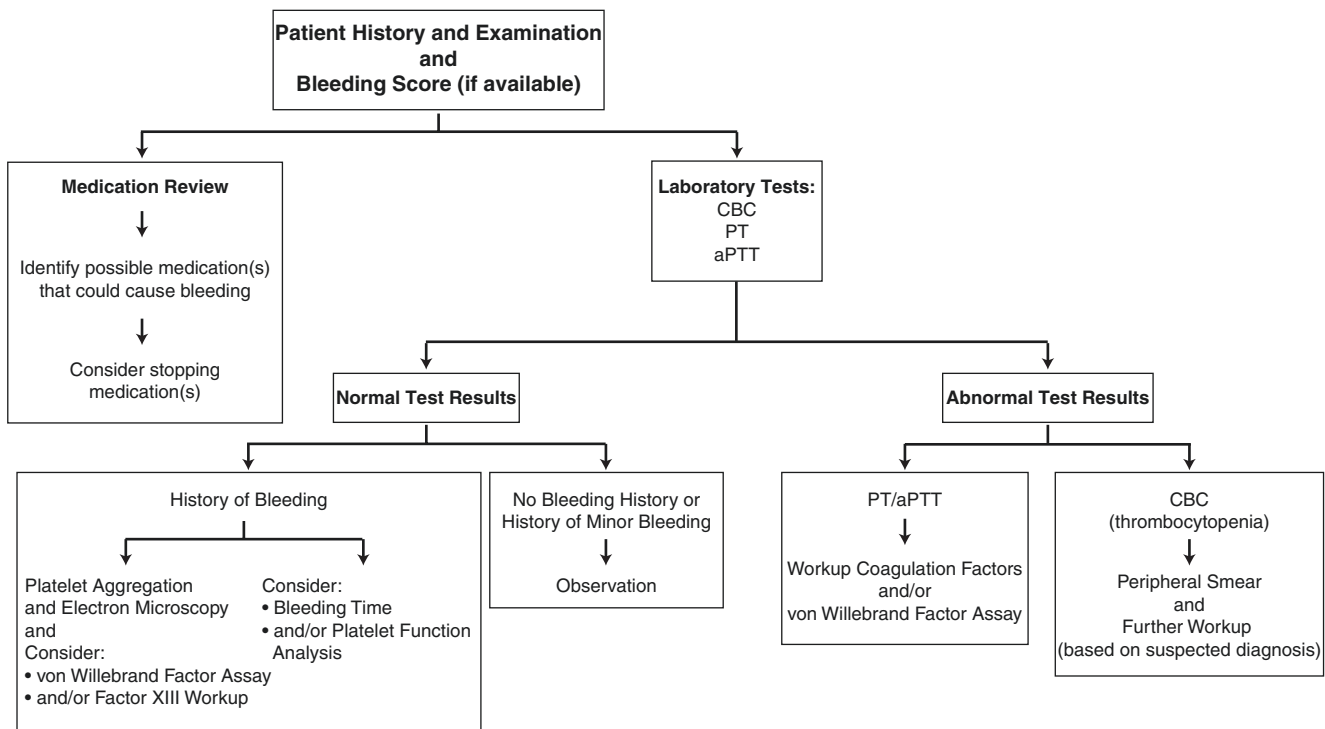 Patient History and Examination
and
Bleeding Score (if available)
Medication Review
Identify possible medication(s)
that could cause bleeding
Consider stopping
medication(s)
Laboratory Tests:
CBC
PT
aPTT
Normal Test Results
Abnormal Test Results
History of Bleeding
Platelet Aggregation
and Electron Microscopy
and
Consider:
• von Willebrand Factor Assay
• and/or Factor XIII Workup
Consider:
• Bleeding Time
• and/or Platelet Function
Analysis
No Bleeding History or
History of Minor Bleeding
Observation
PT/aPTT
Workup Coagulation Factors
and/or
von Willebrand Factor Assay
CBC
(thrombocytopenia)
Peripheral Smear
and
Further Workup
(based on suspected diagnosis)